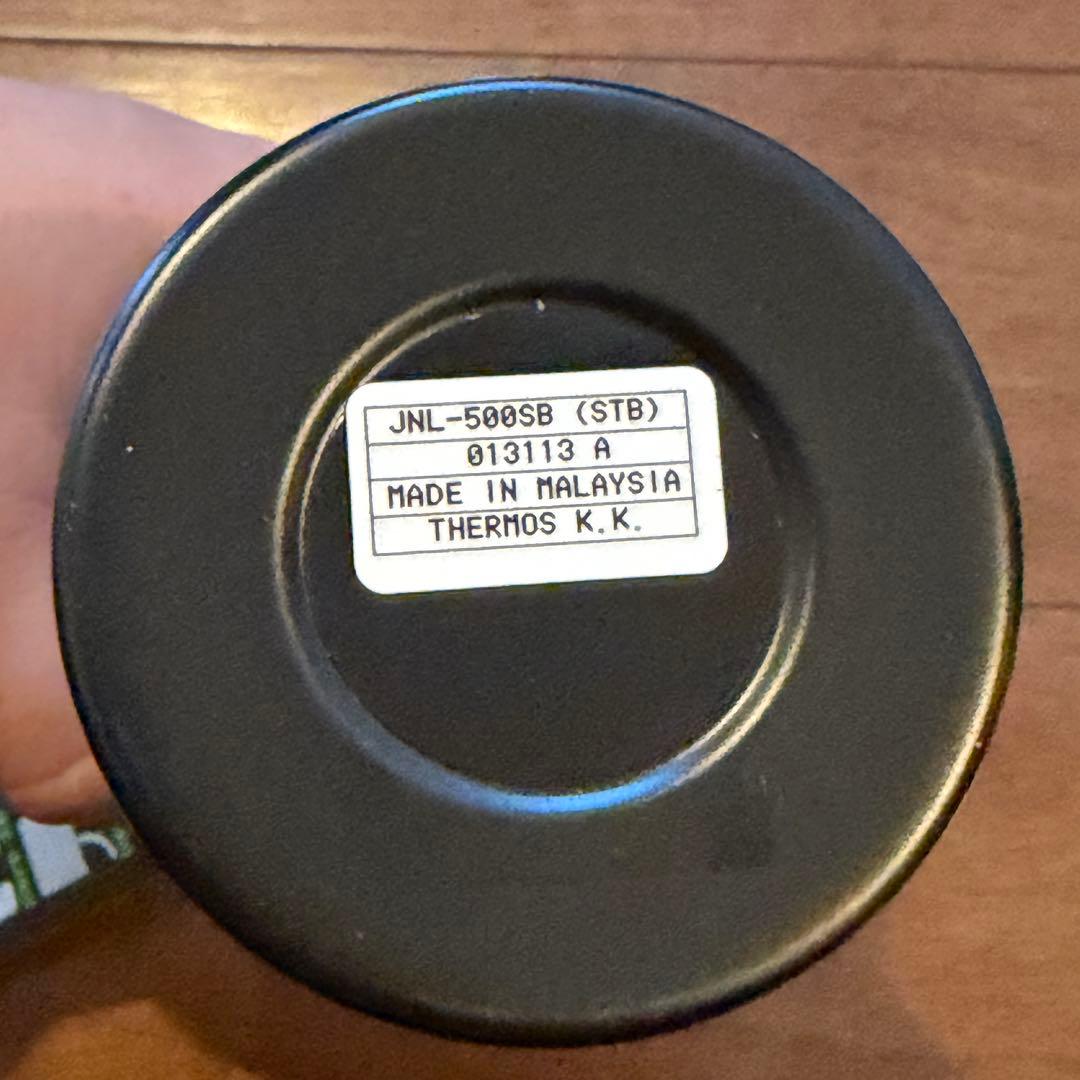 JNL-500SB (STB)
013113 A
MADE IN MALAYSIA
THERMOS K.K.